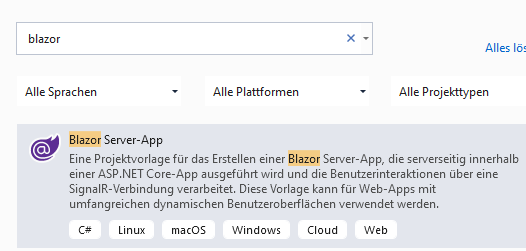 blazor
Alle lös
Alle Sprachen
Alle Plattformen
Alle Projekttypen
Blazor Server-App
Eine Projektvorlage für das Erstellen einer Blazor Server-App, die serverseitig innerhalb
einer ASP.NET Core-App ausgeführt wird und die Benutzerinteraktionen über eine
SignalR-Verbindung verarbeitet. Diese Vorlage kann für Web-Apps mit
umfangreichen dynamischen Benutzeroberflächen verwendet werden.
C#
Linux
macOS
Windows
Cloud
Web